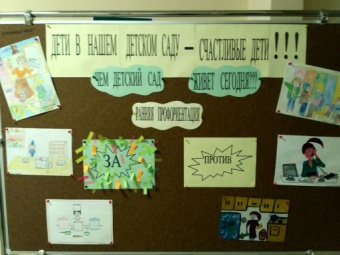 ДЕТИ В НАШЕМ ДЕТСКОМ САДУ – СЧАСТЛИВЫЕ ДЕТИ!!!
ЧЕМ ДЕТСКИЙ САД ЖИВЕТ СЕГОДНЯ???
РАННЯЯ ПРОФОРИЕНТАЦИЯ
ЗА
ПРОТИВ